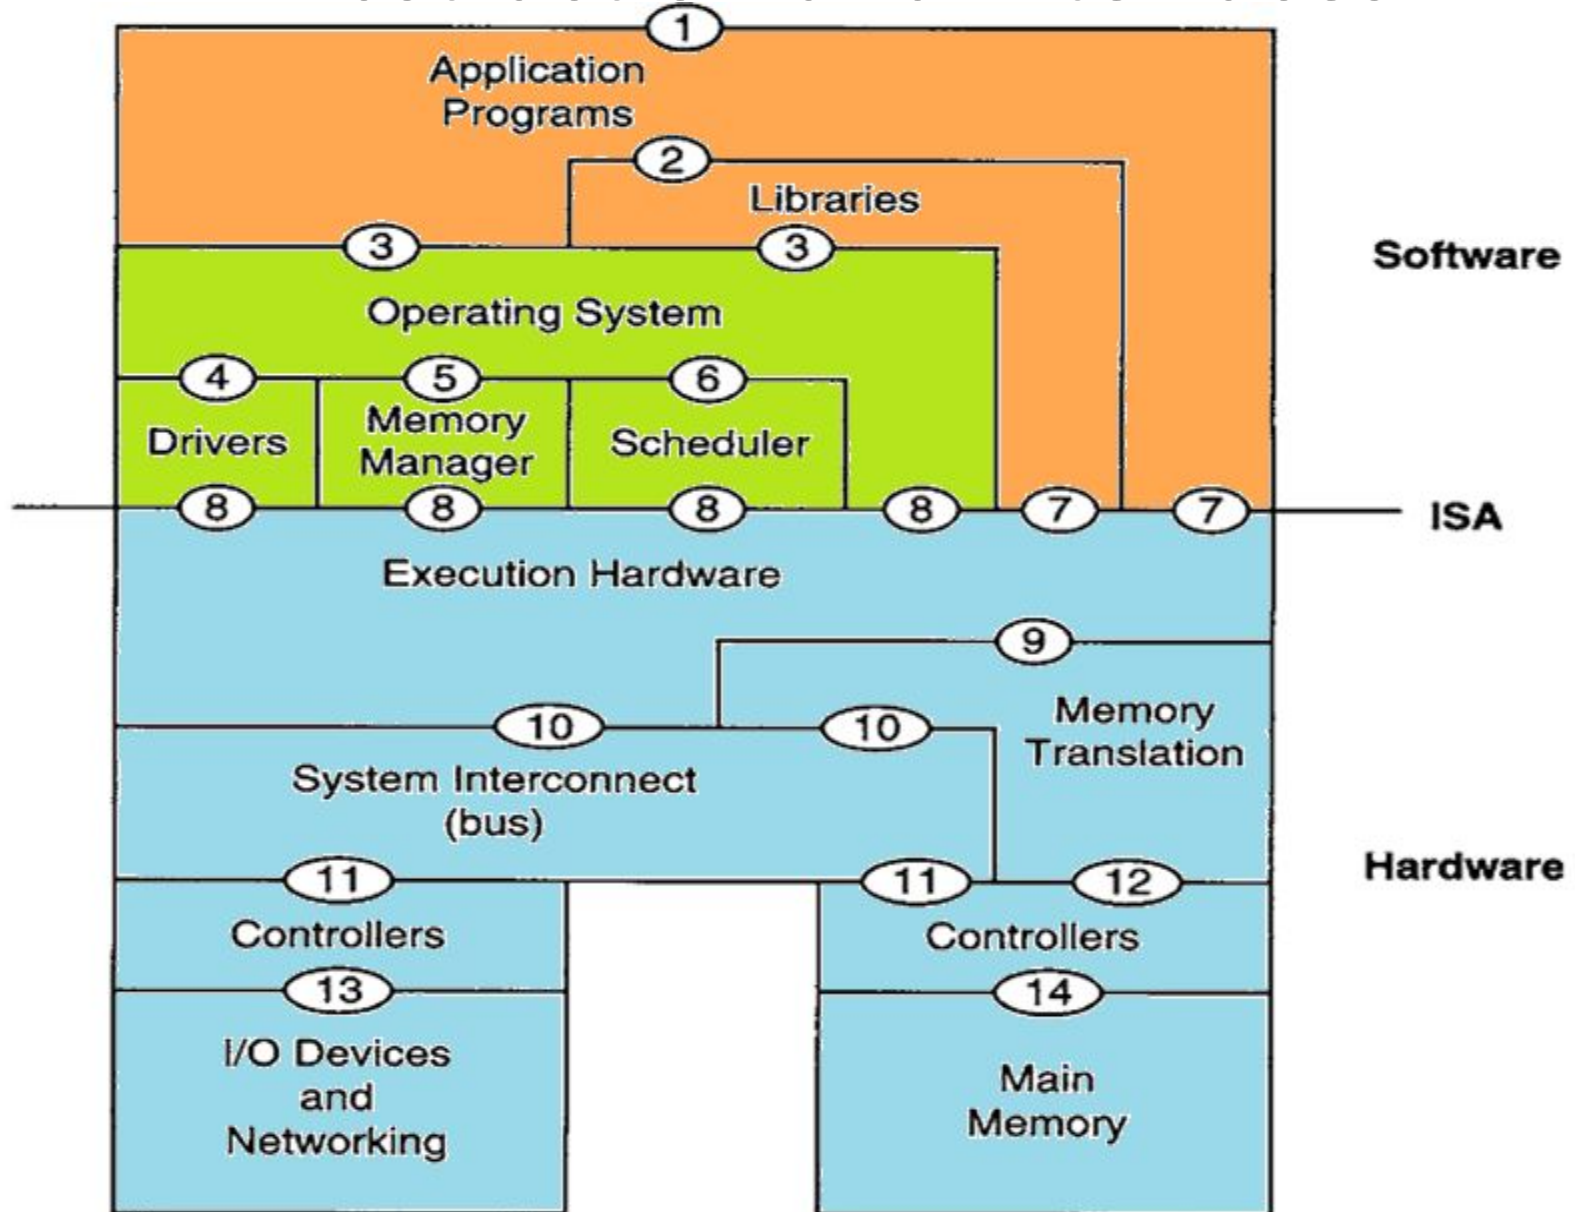 1
Application
Programs
2
Libraries
3
3
Software
Operating System
4
5
6
Drivers
Memory
Manager
Scheduler
8
8
8
8
7
7
ISA
Execution Hardware
9
10
10
Memory
Translation
System Interconnect
(bus)
11
11
12
Hardware
Controllers
Controllers
13
14
I/O Devices
and
Networking
Main
Memory